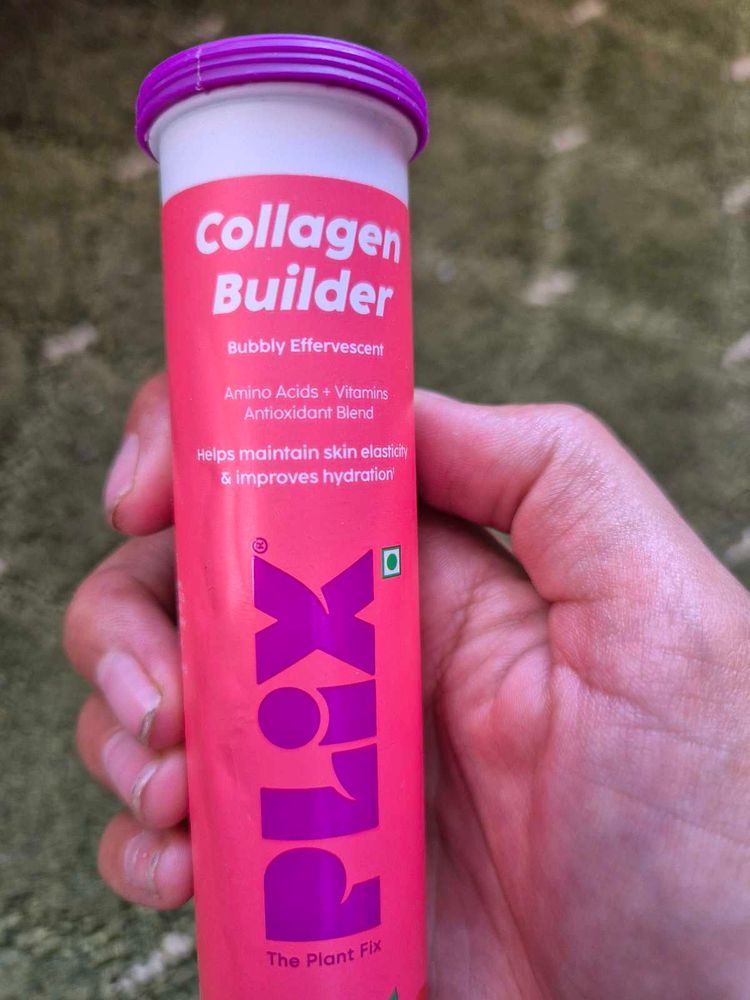 Collagen
Builder
Bubbly Effervescent
Amino Acids + Vitamins
Antioxidant Blend
Helps maintain skin elasticity
& improves hydration
PLIX®
The Plant Fix